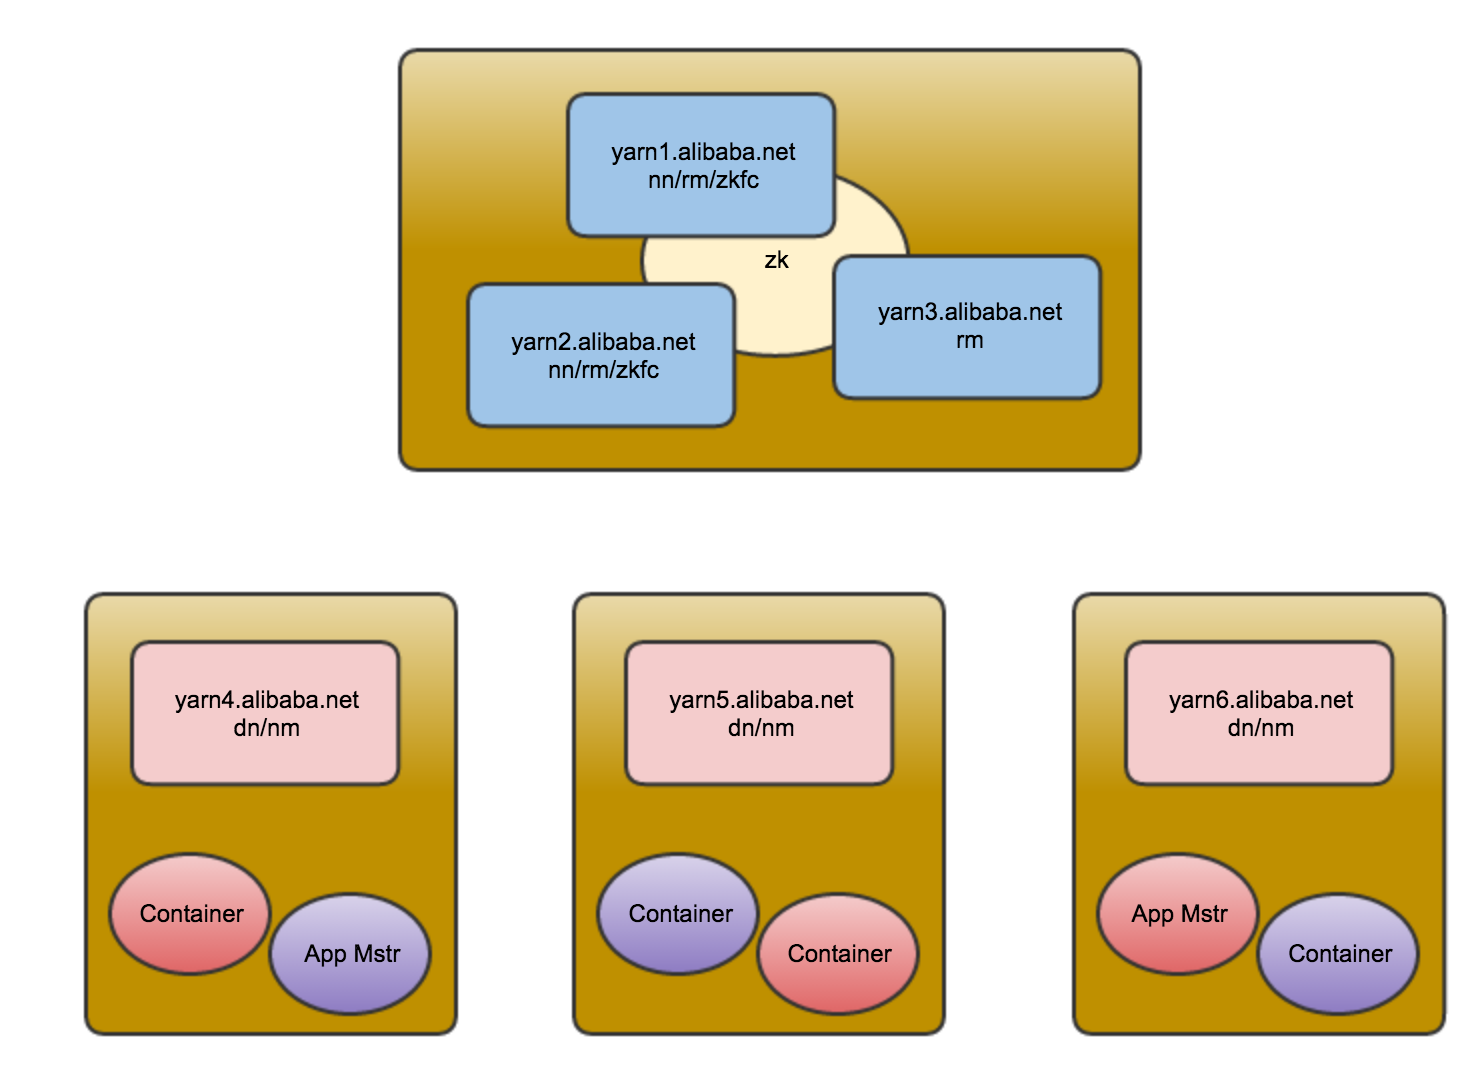 yarn1.alibaba.net
nn/rm/zkfc
zk
yarn2.alibaba.net
nn/rm/zkfc
yarn3.alibaba.net
rm
yarn4.alibaba.net
dn/nm
Container
App Mstr
yarn5.alibaba.net
dn/nm
Container
Container
yarn6.alibaba.net
dn/nm
App Mstr
Container